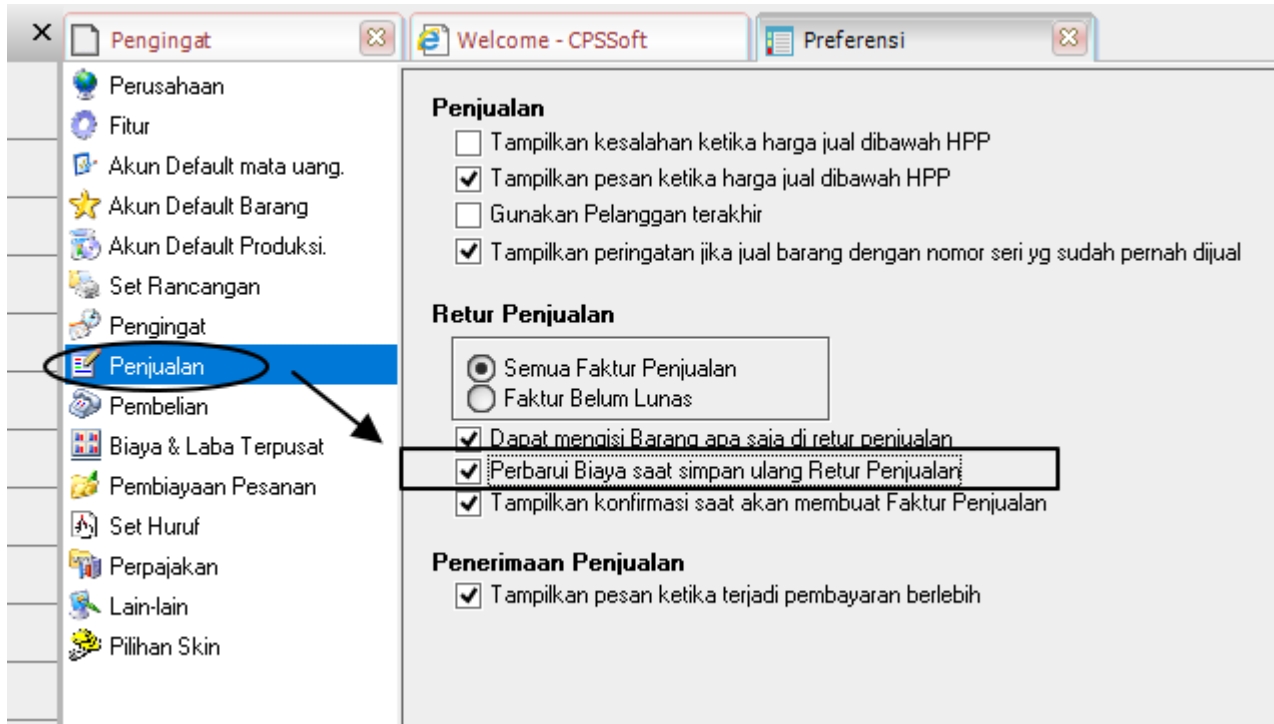 × Pengingat Welcome - CPSSoft Preferensi
Perusahaan
Fitur
Akun Default mata uang.
Akun Default Barang
Akun Default Produksi.
Set Rancangan
Pengingat
Penjualan
Pembelian
Biaya & Laba Terpusat
Pembiayaan Pesanan
Set Huruf
Perpajakan
Lain-lain
Pilihan Skin
Penjualan
Tampilkan kesalahan ketika harga jual dibawah HPP
Tampilkan pesan ketika harga jual dibawah HPP
Gunakan Pelanggan terakhir
Tampilkan peringatan jika jual barang dengan nomor seri yg sudah pernah dijual
Retur Penjualan
Semua Faktur Penjualan
Faktur Belum Lunas
Dapat mengisi Barang apa saja di retur penjualan
Perbarui Biaya saat simpan ulang Retur Penjualan
Tampilkan konfirmasi saat akan membuat Faktur Penjualan
Penerimaan Penjualan
Tampilkan pesan ketika terjadi pembayaran berlebih